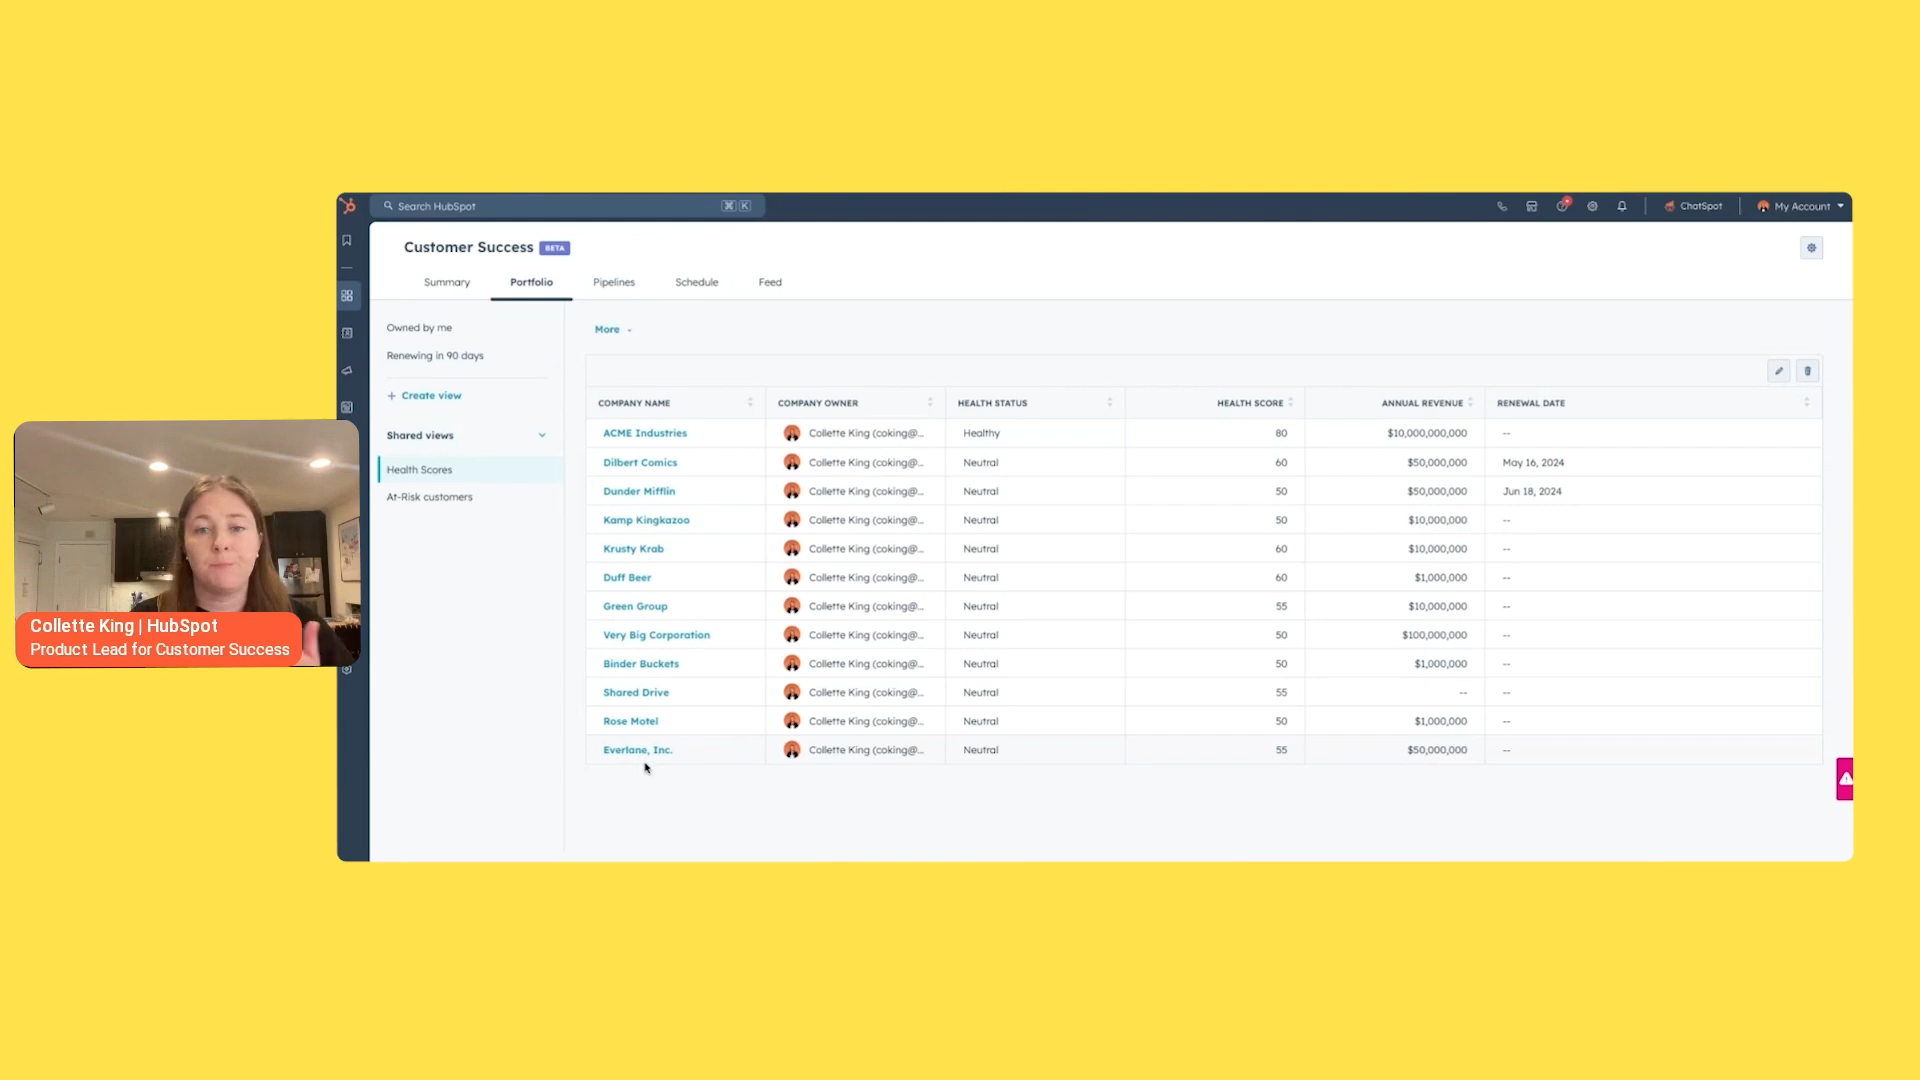 Search HubSpot ⌘ K
ChatSpot
My Account
Customer Success BETA
Summary Portfolio Pipelines Schedule Feed
Owned by me
Renewing in 90 days
+ Create view
Shared views
Health Scores
At-Risk customers
More
COMPANY NAME COMPANY OWNER HEALTH STATUS HEALTH SCORE ANNUAL REVENUE RENEWAL DATE
ACME Industries Collette King (coking@... Healthy 80 $10,000,000,000 --
Dilbert Comics Collette King (coking@... Neutral 60 $50,000,000 May 16, 2024
Dunder Mifflin Collette King (coking@... Neutral 50 $50,000,000 Jun 18, 2024
Kamp Kingkazoo Collette King (coking@... Neutral 50 $10,000,000 --
Krusty Krab Collette King (coking@... Neutral 60 $10,000,000 --
Duff Beer Collette King (coking@... Neutral 60 $1,000,000 --
Green Group Collette King (coking@... Neutral 55 $10,000,000 --
Very Big Corporation Collette King (coking@... Neutral 50 $100,000,000 --
Binder Buckets Collette King (coking@... Neutral 50 $1,000,000 --
Shared Drive Collette King (coking@... Neutral 55 -- --
Rose Motel Collette King (coking@... Neutral 50 $1,000,000 --
Everlane, Inc. Collette King (coking@... Neutral 55 $50,000,000 --
Collette King | HubSpot
Product Lead for Customer Success